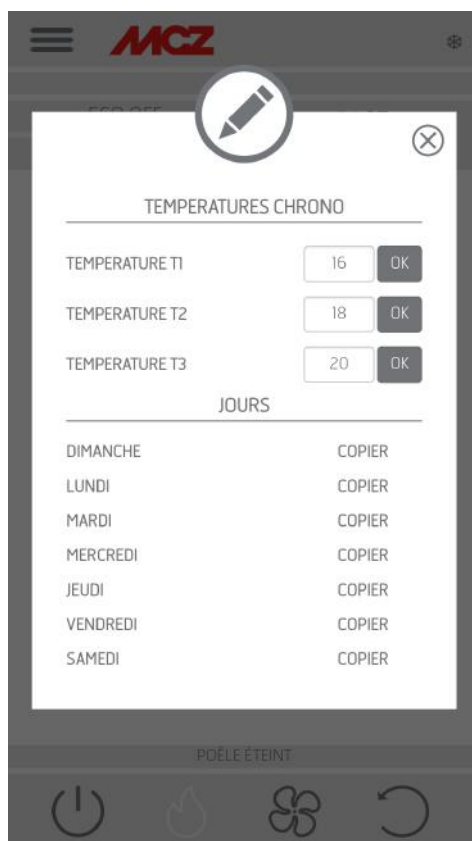 MCZ
TEMPERATURES CHRONO
TEMPERATURE T1 16 OK
TEMPERATURE T2 18 OK
TEMPERATURE T3 20 OK
JOURS
DIMANCHE COPIER
LUNDI COPIER
MARDI COPIER
MERCREDI COPIER
JEUDI COPIER
VENDREDI COPIER
SAMEDI COPIER
POÊLE ÉTEINT